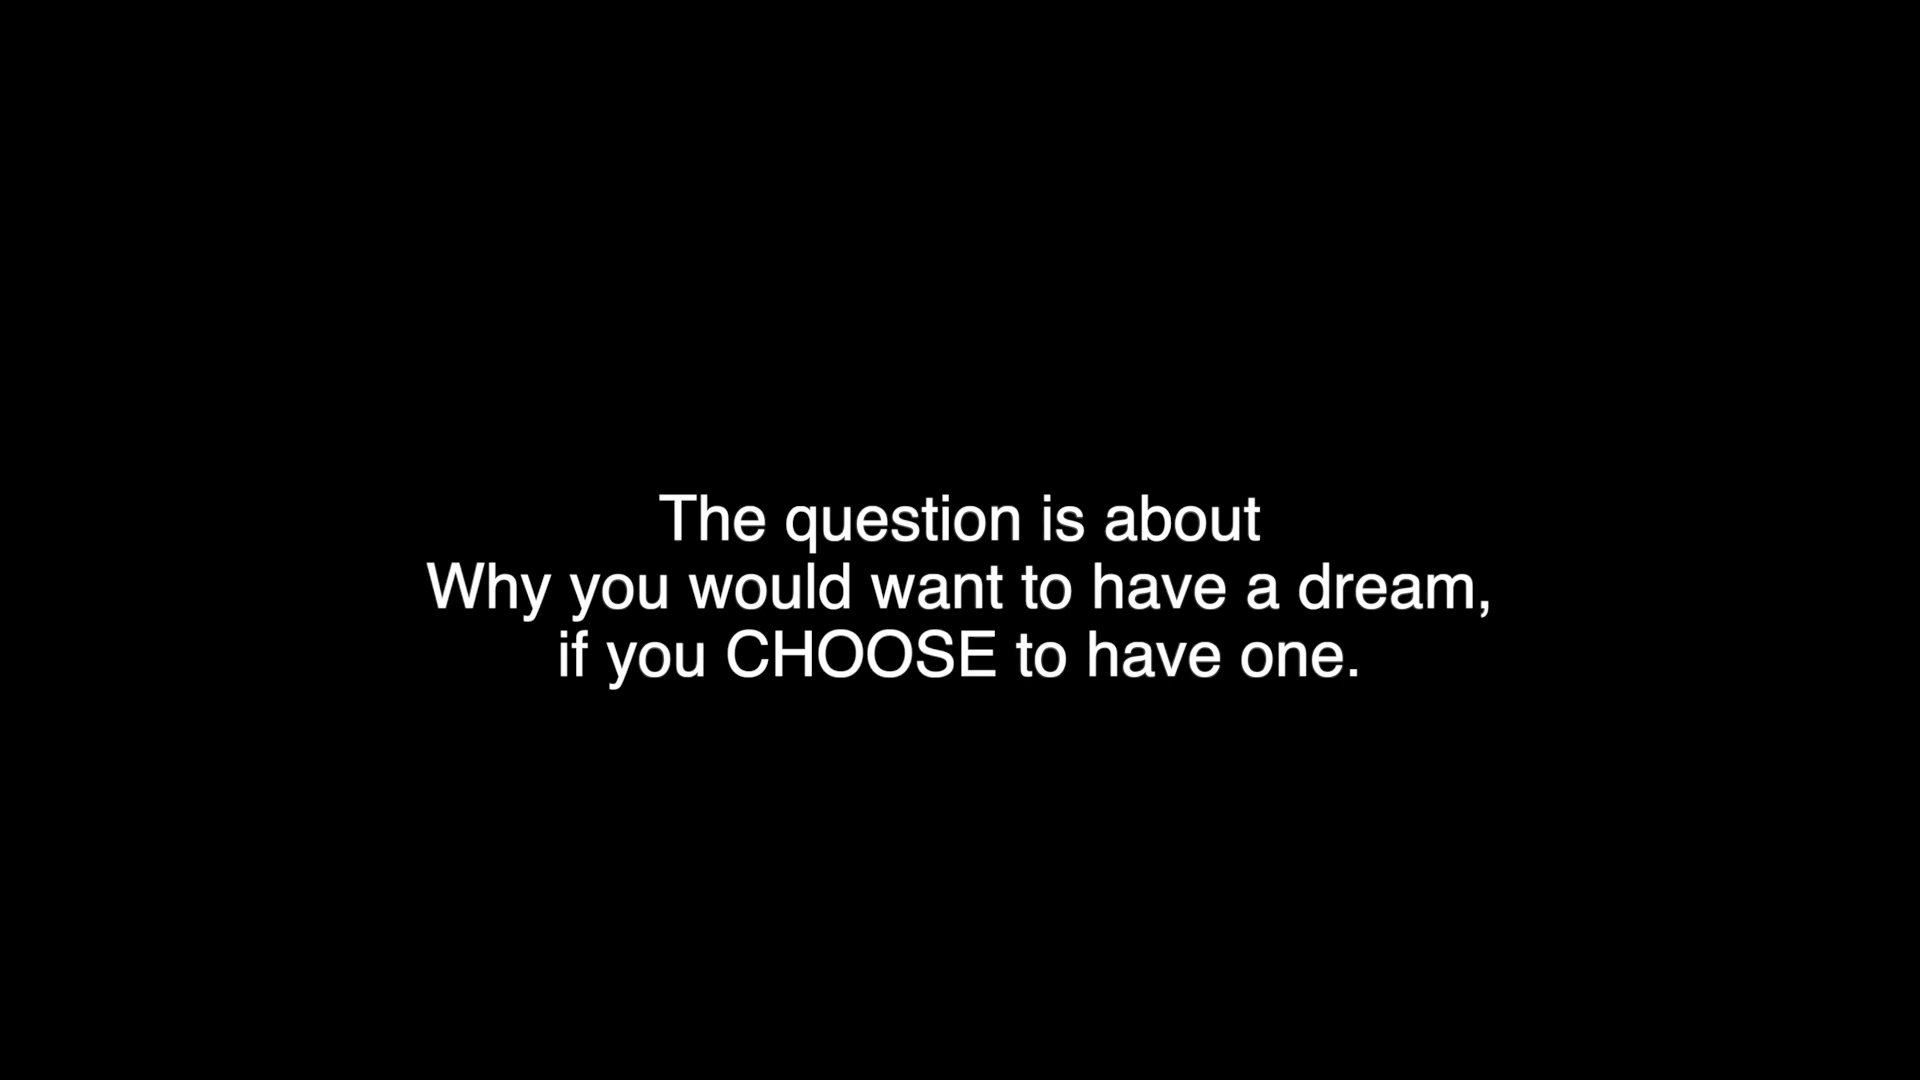 The question is about
Why you would want to have a dream,
if you CHOOSE to have one.